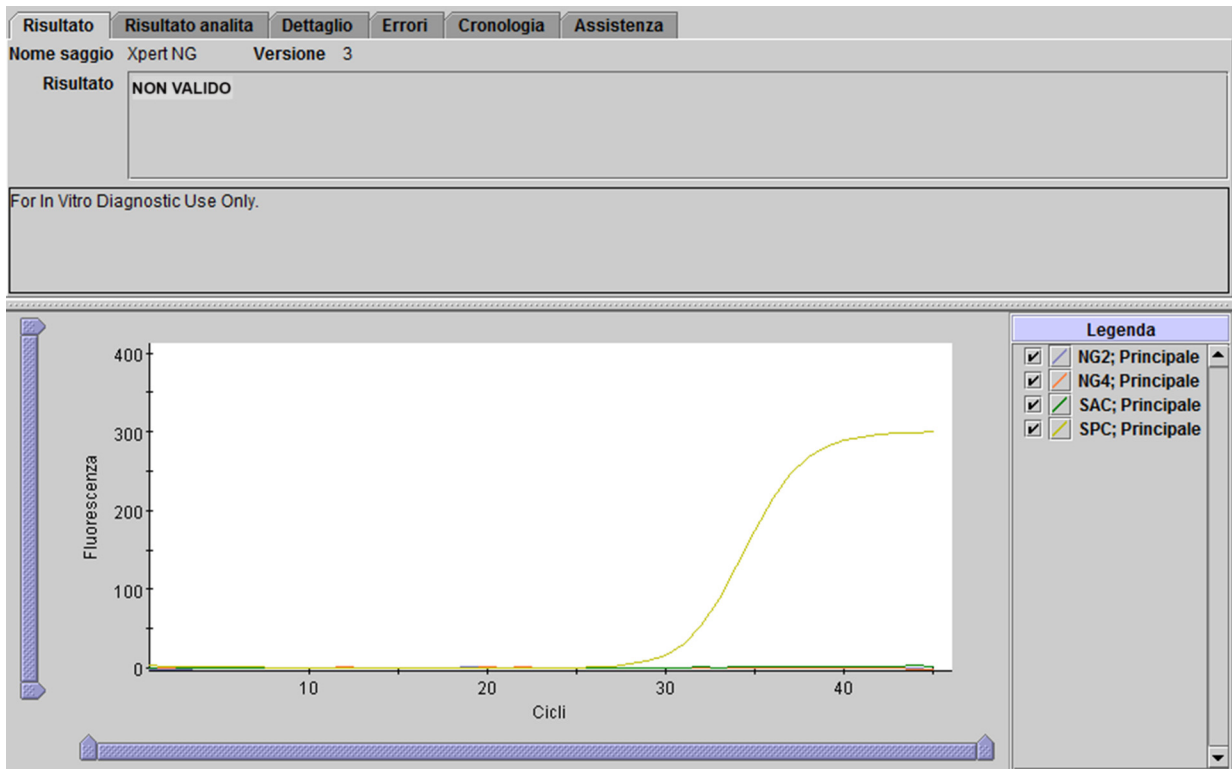 Risultato Risultato analita Dettaglio Errori Cronologia Assistenza
Nome saggio Xpert NG Versione 3
Risultato NON VALIDO
For In Vitro Diagnostic Use Only.
Legenda
NG2; Principale
NG4; Principale
SAC; Principale
SPC; Principale
400
300
200
100
0
Fluorescenza
10 20 30 40
Cicli